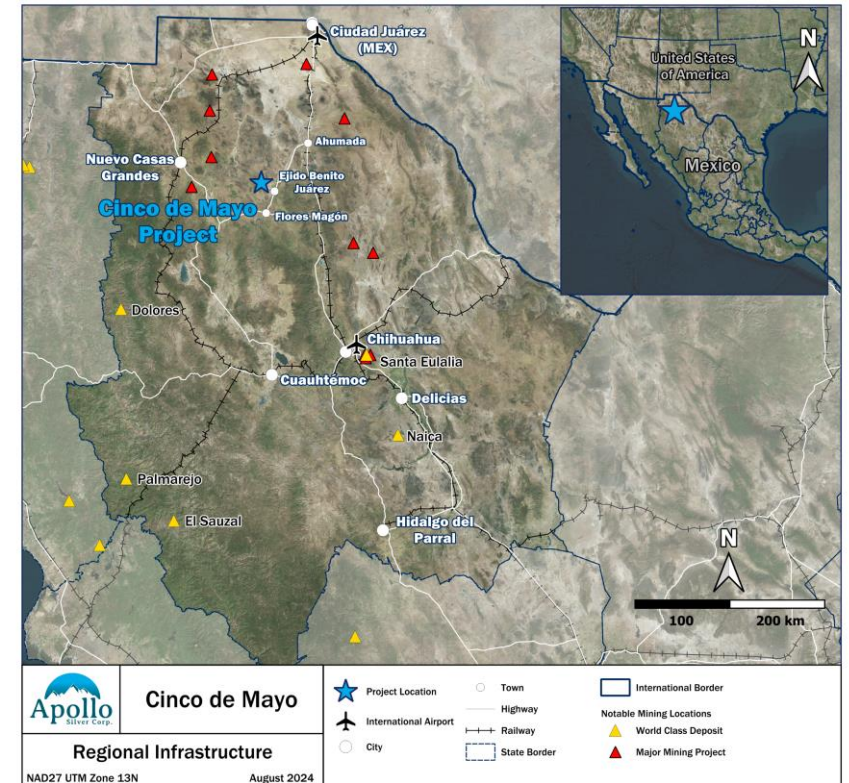 Ciudad Juárez
(MEX)
N
United States
of America
Mexico
Ahumada
Nuevo Casas
Grandes
Ejido Benito
Juárez
Flores Magón
Cinco de Mayo
Project
Dolores
Chihuahua
Santa Eulalia
Cuauhtémoc
Delicias
Naica
Palmarejo
El Sauzal
Hidalgo del
Parral
N
100
200 km
Apollo
Silver Corp.
Cinco de Mayo
Regional Infrastructure
NAD27 UTM Zone 13N
August 2024
Project Location
International Airport
City
Town
Highway
Railway
State Border
International Border
Notable Mining Locations
World Class Deposit
Major Mining Project